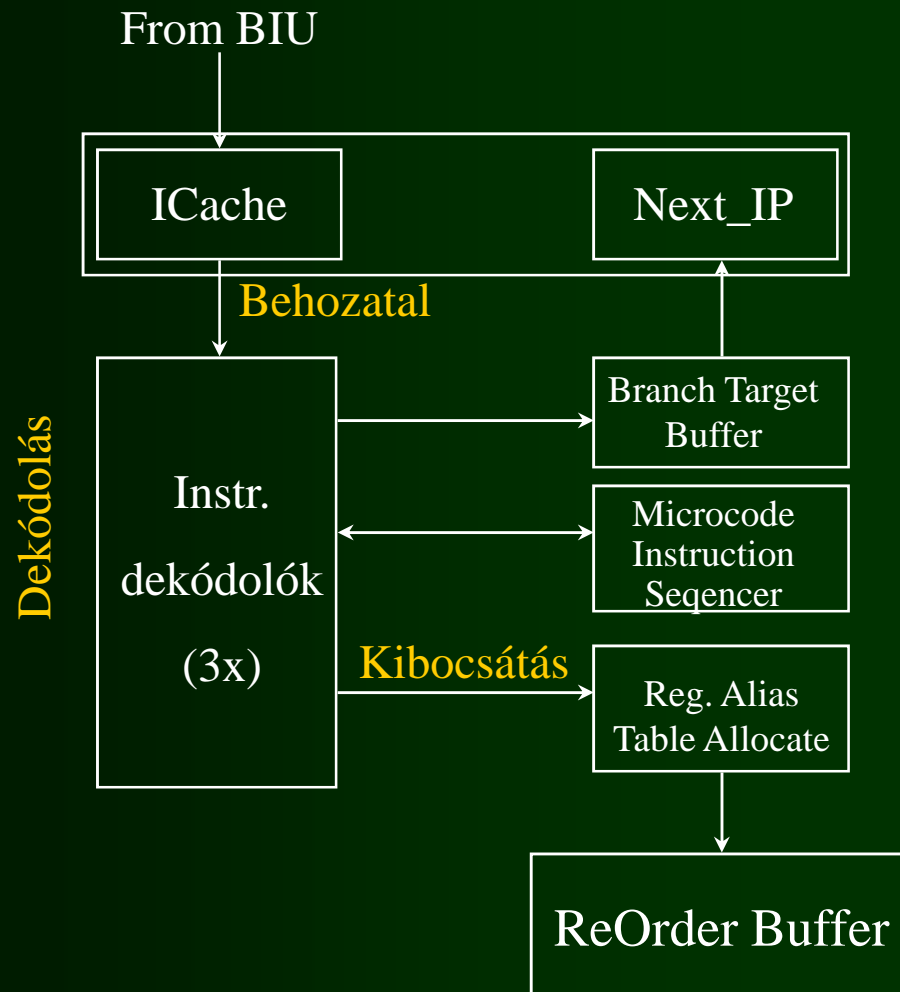 From BIU
ICache
Next_IP
Behozatal
Dekódolás
Instr.
dekódolók
(3x)
Branch Target
Buffer
Microcode
Instruction
Seqencer
Kibocsátás
Reg. Alias
Table Allocate
ReOrder Buffer